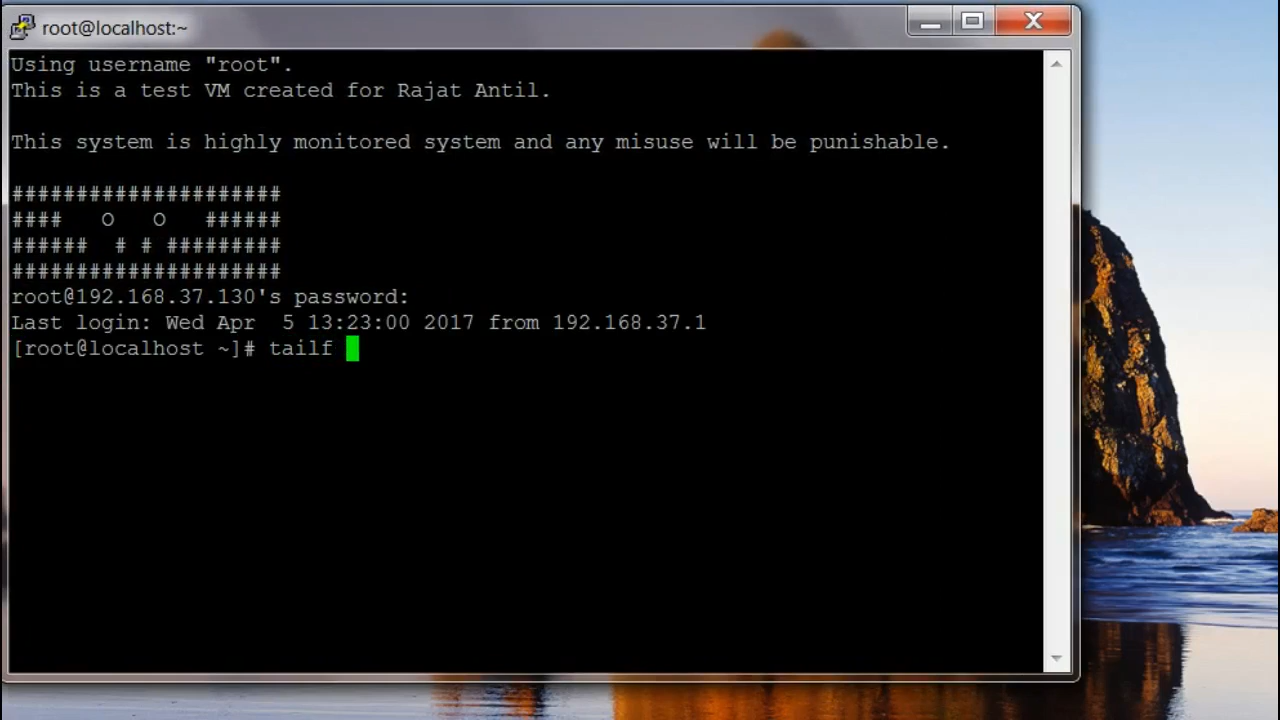 root@localhost:~
Using username "root".
This is a test VM created for Rajat Antil.
This system is highly monitored system and any misuse will be punishable.
#####################
####   O   O   ######
######  # # #########
#####################
root@192.168.37.130's password:
Last login: Wed Apr  5 13:23:00 2017 from 192.168.37.1
[root@localhost ~]# tailf